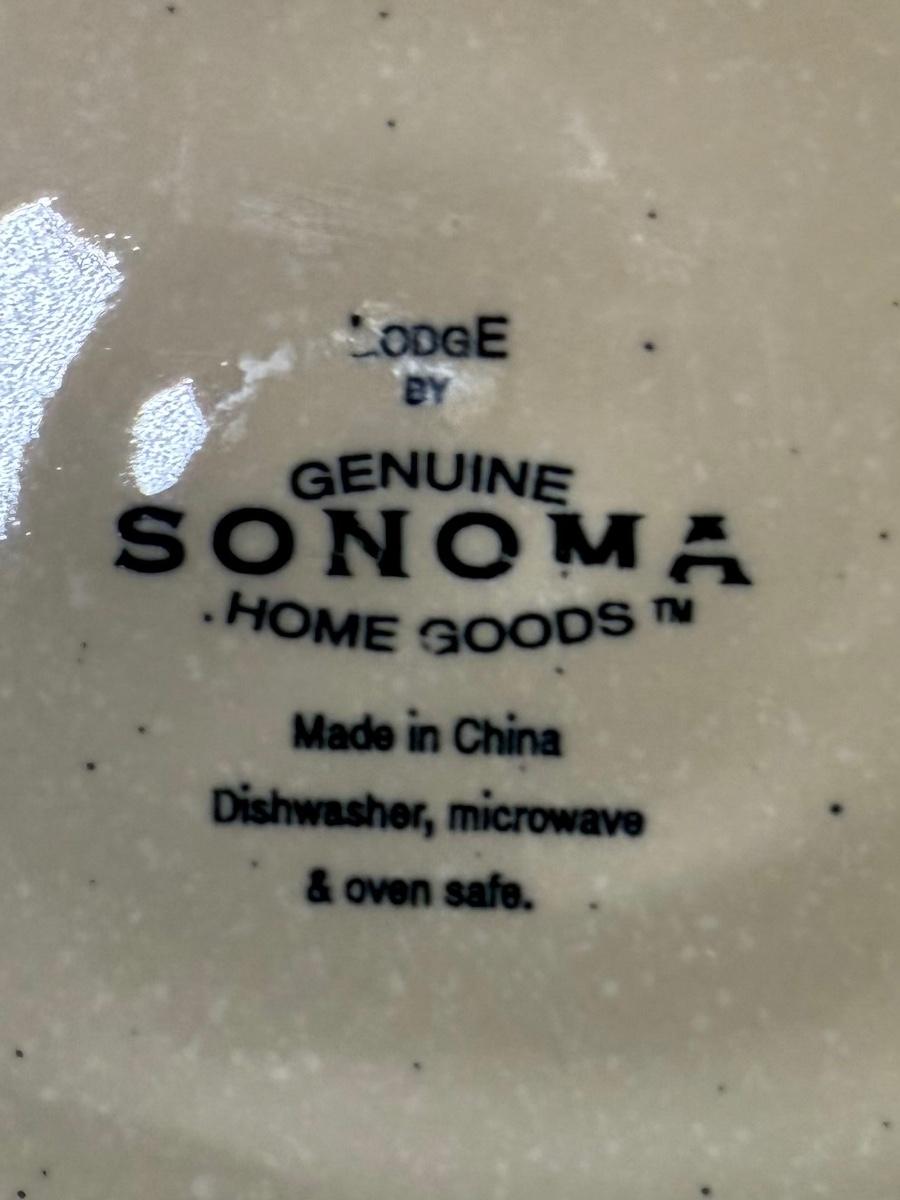 LODGE
BY
GENUINE
SONOMA
HOME GOODS ™
Made in China
Dishwasher, microwave
& oven safe.